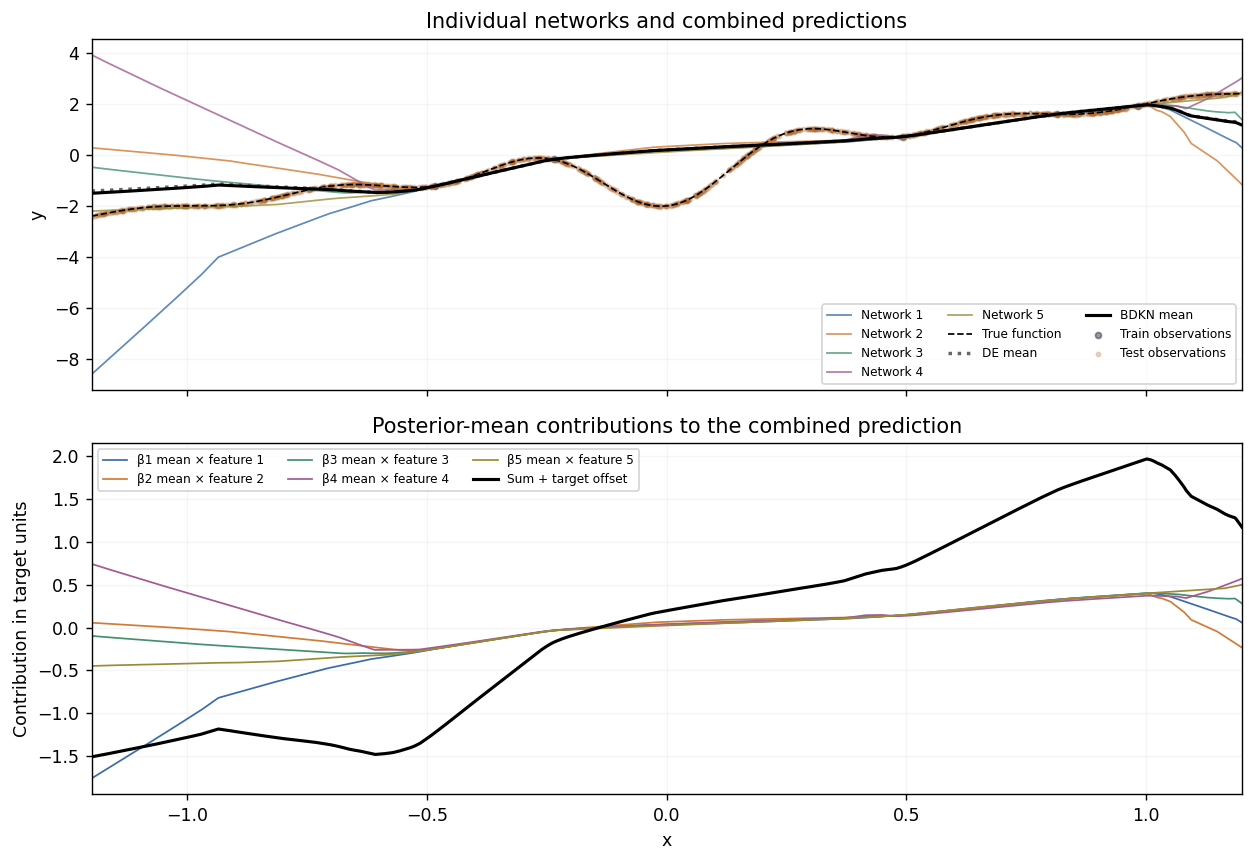 Individual networks and combined predictions
4
2
0
−2
−4
−6
−8
y
Network 1
Network 2
Network 3
Network 4
Network 5
True function
DE mean
BDKN mean
Train observations
Test observations
Posterior-mean contributions to the combined prediction
2.0
1.5
1.0
0.5
0.0
−0.5
−1.0
−1.5
Contribution in target units
β1 mean × feature 1
β2 mean × feature 2
β3 mean × feature 3
β4 mean × feature 4
β5 mean × feature 5
Sum + target offset
−1.0
−0.5
0.0
0.5
1.0
x